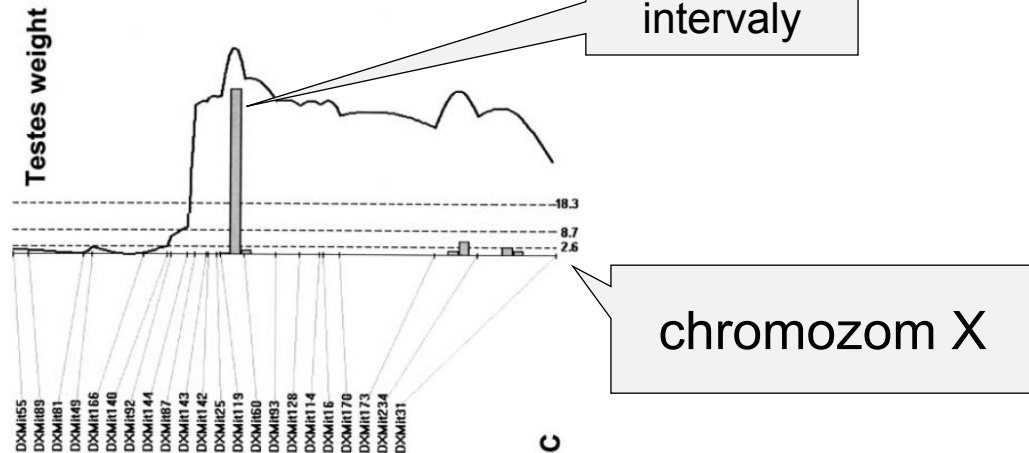 intervaly
Testes weight
18.3
8.7
2.6
chromozom X
DXMit55
DXMit89
DXMit81
DXMit49
DXMit166
DXMit140
DXMit92
DXMit144
DXMit87
DXMit143
DXMit142
DXMit25
DXMit119
DXMit60
DXMit93
DXMit128
DXMit114
DXMit16
DXMit170
DXMit173
DXMit234
DXMit31
C